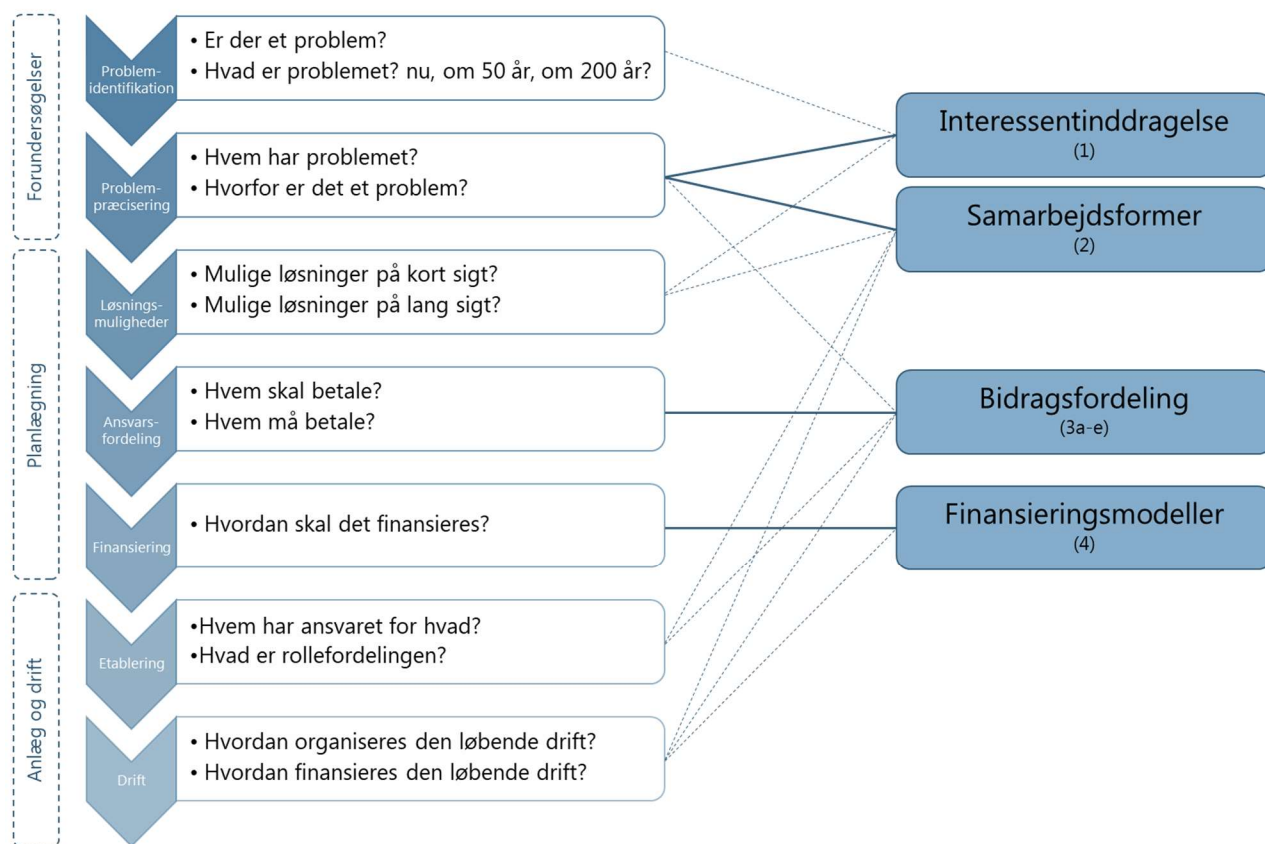 Forundersøgelser
Problem-
identifikation
• Er der et problem?
• Hvad er problemet? nu, om 50 år, om 200 år?
Problem-
præcisering
• Hvem har problemet?
• Hvorfor er det et problem?
Planlægning
Løsnings-
muligheder
• Mulige løsninger på kort sigt?
• Mulige løsninger på lang sigt?
Ansvars-
fordeling
• Hvem skal betale?
• Hvem må betale?
Finansiering
• Hvordan skal det finansieres?
Anlæg og drift
Etablering
•Hvem har ansvaret for hvad?
•Hvad er rollefordelingen?
Drift
• Hvordan organiseres den løbende drift?
• Hvordan finansieres den løbende drift?
Interessentinddragelse
(1)
Samarbejdsformer
(2)
Bidragsfordeling
(3a-e)
Finansieringsmodeller
(4)